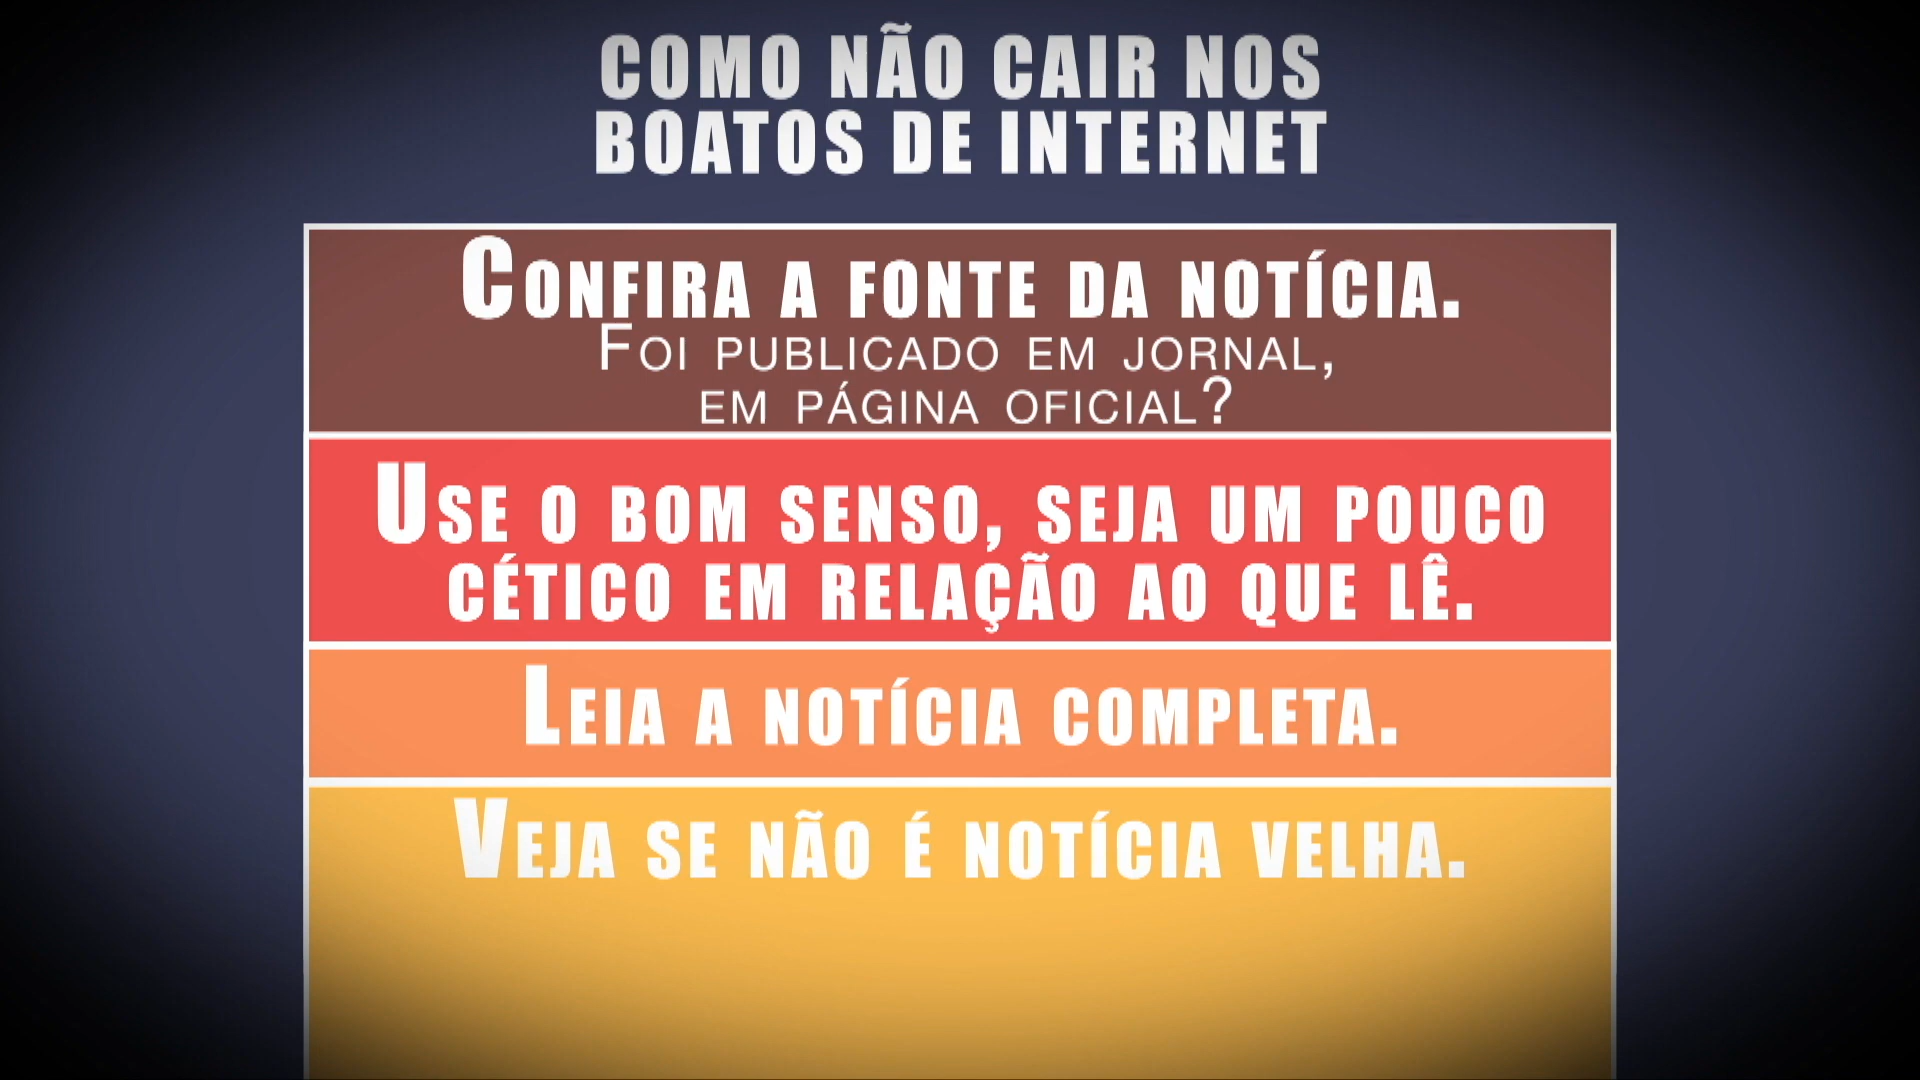 COMO NÃO CAIR NOS
BOATOS DE INTERNET
CONFIRA A FONTE DA NOTÍCIA.
FOI PUBLICADO EM JORNAL,
EM PÁGINA OFICIAL?
USE O BOM SENSO, SEJA UM POUCO
CÉTICO EM RELAÇÃO AO QUE LÊ.
LEIA A NOTÍCIA COMPLETA.
VEJA SE NÃO É NOTÍCIA VELHA.